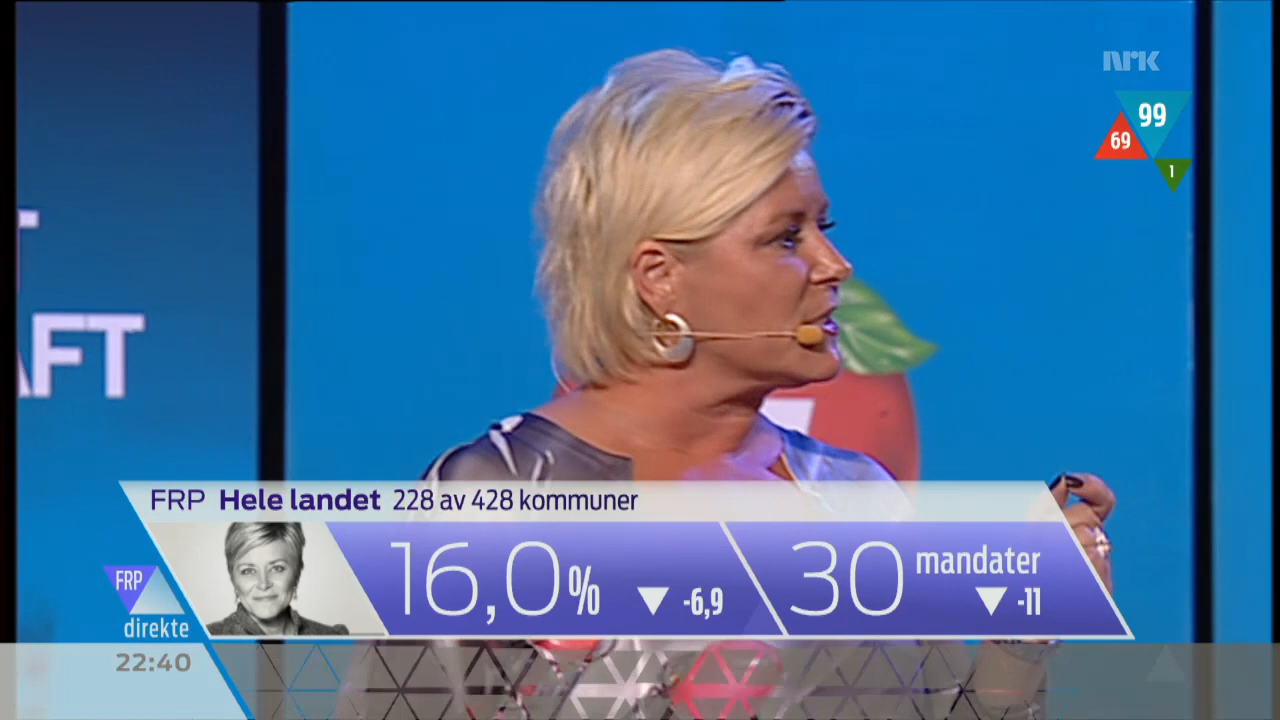 nrk
99
69
1
AFT
FRP Hele landet 228 av 428 kommuner
16,0% -6,9
30 mandater -11
FRP
direkte
22:40